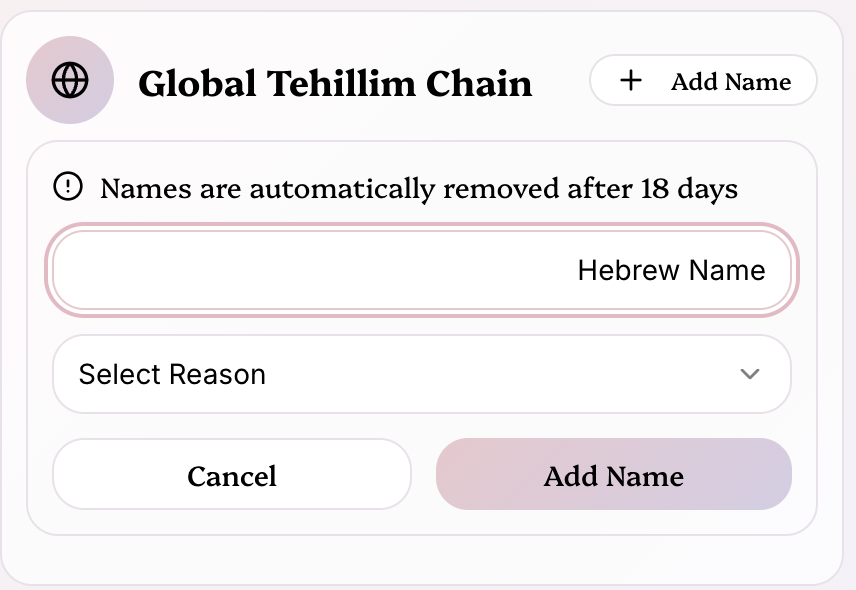 Global Tehillim Chain
Add Name
Names are automatically removed after 18 days
Hebrew Name
Select Reason
Cancel
Add Name